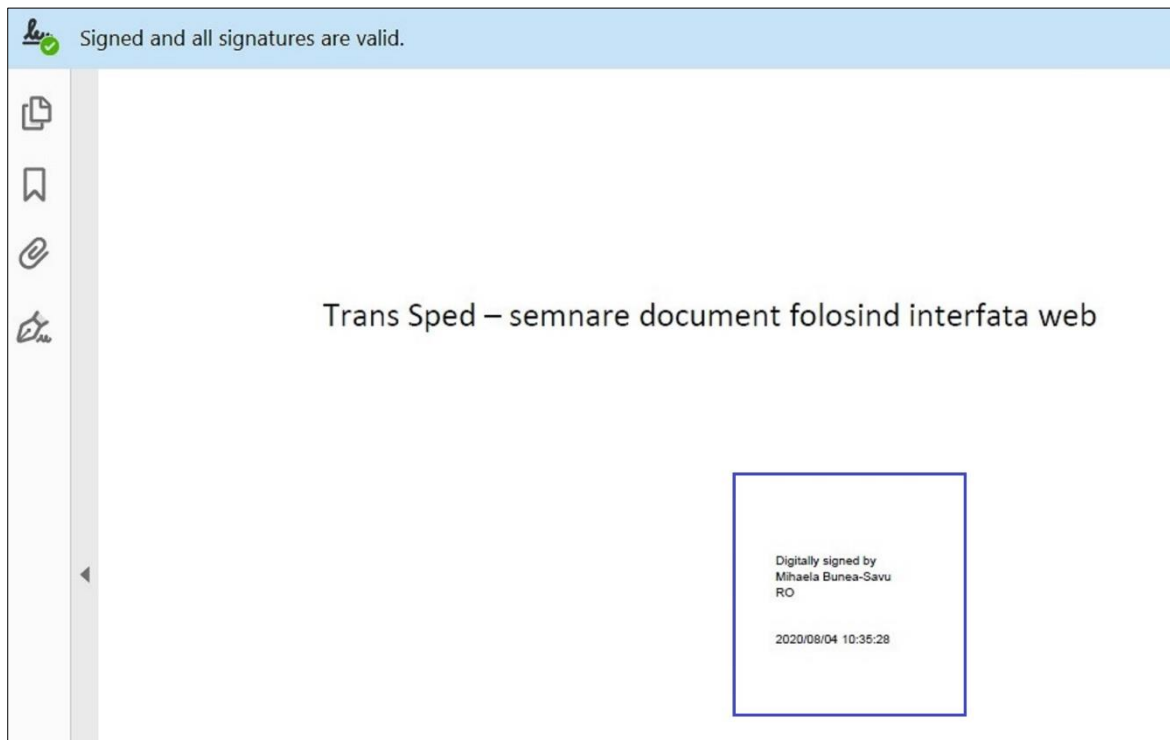 Signed and all signatures are valid.
Trans Sped – semnare document folosind interfata web
Digitally signed by
Mihaela Bunea-Savu
RO
2020/08/04 10:35:28